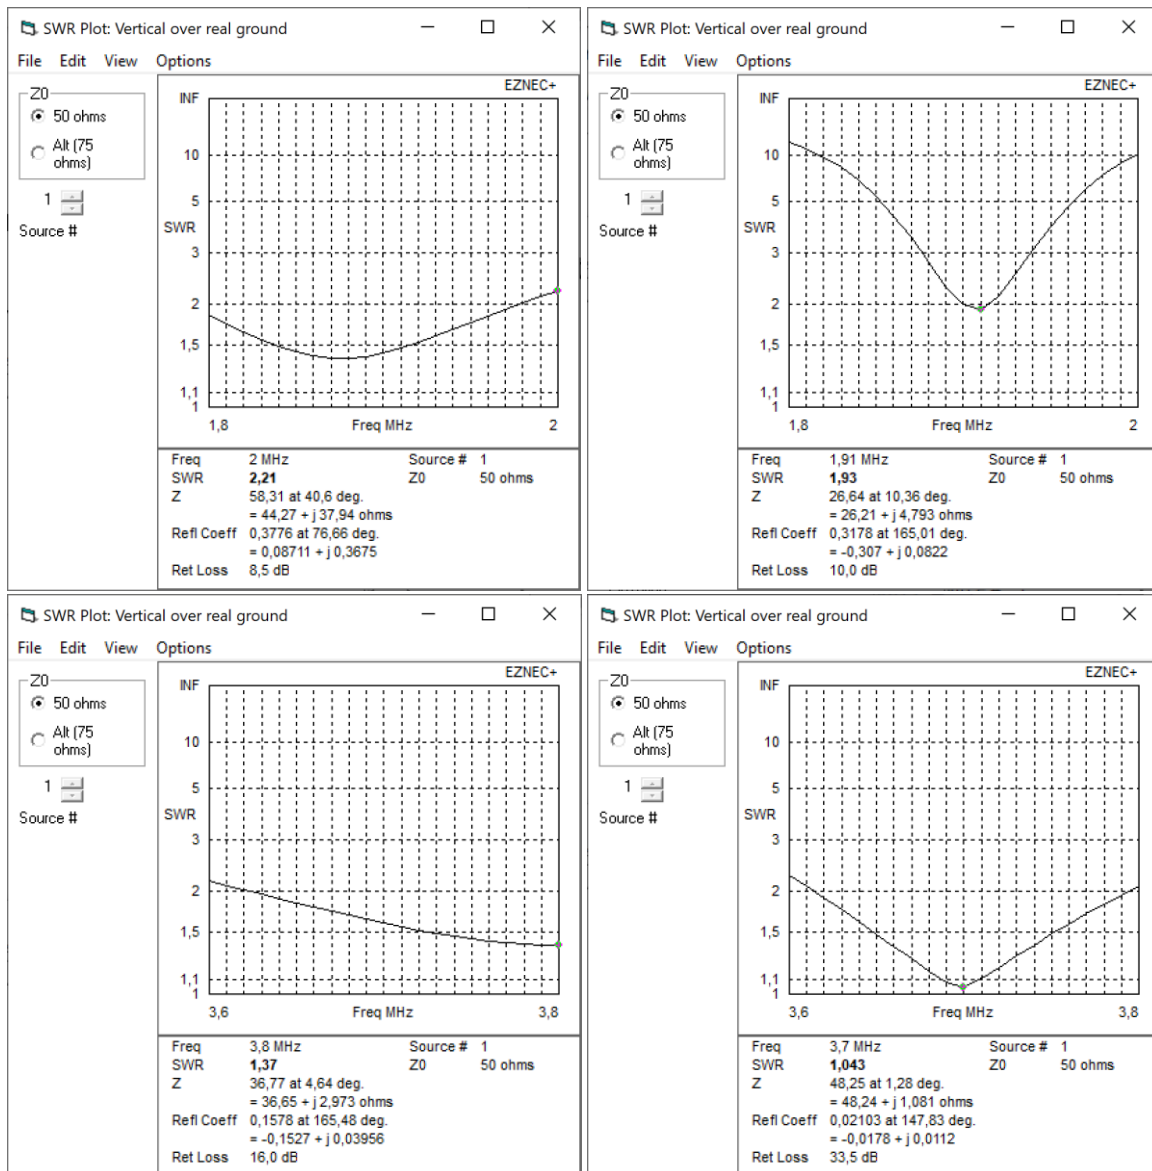 SWR Plot: Vertical over real ground
File Edit View Options
EZNEC+
Z0
50 ohms
Alt (75
ohms)
1
Source #
INF
10
5
SWR
3
2
1,5
1,1
1
1,8 Freq MHz 2
Freq 2 MHz Source # 1
SWR 2,21 Z0 50 ohms
Z 58,31 at 40,6 deg.
= 44,27 + j 37,94 ohms
Refl Coeff 0,3776 at 76,66 deg.
= 0,08711 + j 0,3675
Ret Loss 8,5 dB
SWR Plot: Vertical over real ground
File Edit View Options
EZNEC+
Z0
50 ohms
Alt (75
ohms)
1
Source #
INF
10
5
SWR
3
2
1,5
1,1
1
1,8 Freq MHz 2
Freq 1,91 MHz Source # 1
SWR 1,93 Z0 50 ohms
Z 26,64 at 10,36 deg.
= 26,21 + j 4,793 ohms
Refl Coeff 0,3178 at 165,01 deg.
= -0,307 + j 0,0822
Ret Loss 10,0 dB
SWR Plot: Vertical over real ground
File Edit View Options
EZNEC+
Z0
50 ohms
Alt (75
ohms)
1
Source #
INF
10
5
SWR
3
2
1,5
1,1
1
3,6 Freq MHz 3,8
Freq 3,8 MHz Source # 1
SWR 1,37 Z0 50 ohms
Z 36,77 at 4,64 deg.
= 36,65 + j 2,973 ohms
Refl Coeff 0,1578 at 165,48 deg.
= -0,1527 + j 0,03956
Ret Loss 16,0 dB
SWR Plot: Vertical over real ground
File Edit View Options
EZNEC+
Z0
50 ohms
Alt (75
ohms)
1
Source #
INF
10
5
SWR
3
2
1,5
1,1
1
3,6 Freq MHz 3,8
Freq 3,7 MHz Source # 1
SWR 1,043 Z0 50 ohms
Z 48,25 at 1,28 deg.
= 48,24 + j 1,081 ohms
Refl Coeff 0,02103 at 147,83 deg.
= -0,0178 + j 0,0112
Ret Loss 33,5 dB